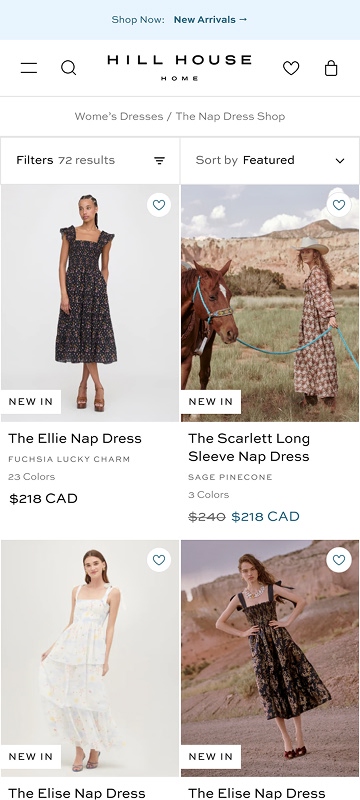 Shop Now: New Arrivals →
HILL HOUSE
HOME
Wome's Dresses / The Nap Dress Shop
Filters 72 results
Sort by Featured
NEW IN
The Ellie Nap Dress
FUCHSIA LUCKY CHARM
23 Colors
$218 CAD
NEW IN
The Scarlett Long
Sleeve Nap Dress
SAGE PINECONE
3 Colors
$240 $218 CAD
NEW IN
The Elise Nap Dress
NEW IN
The Elise Nap Dress